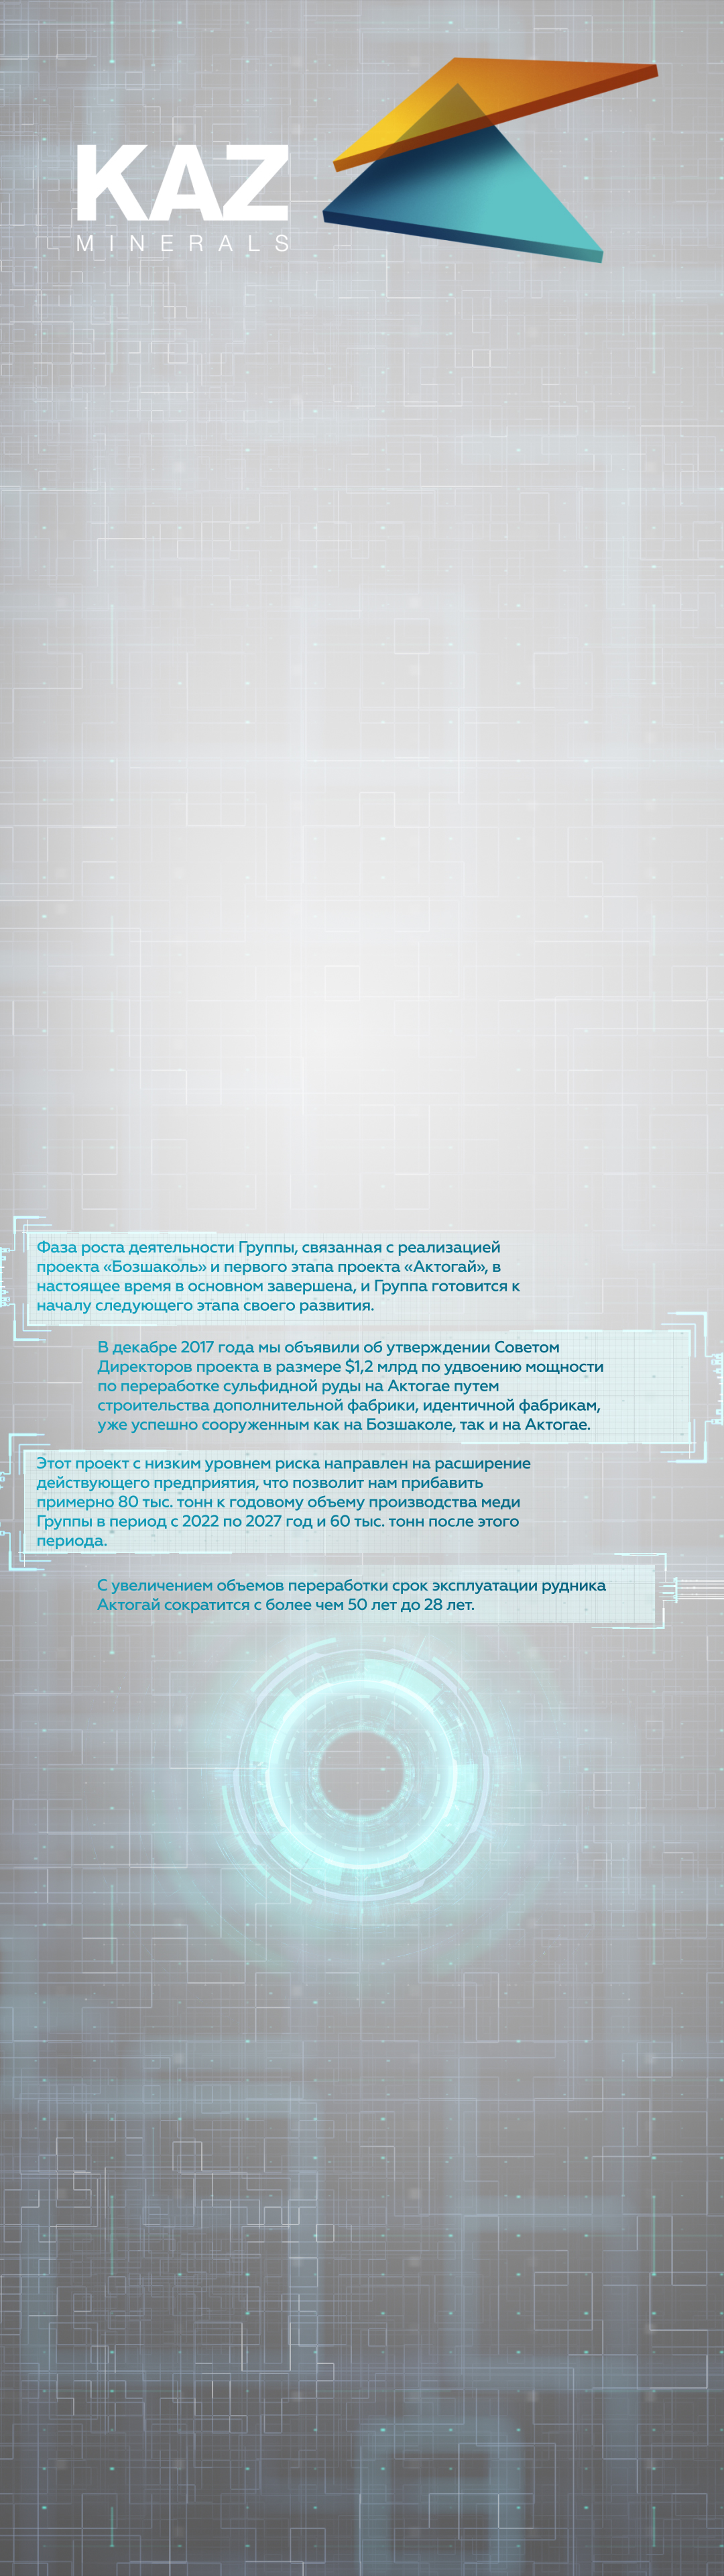 KAZ
MINERALS
Фаза роста деятельности Группы, связанная с реализацией
проекта «Бозшаколь» и первого этапа проекта «Актогай», в
настоящее время в основном завершена, и Группа готовится к
началу следующего этапа своего развития.
В декабре 2017 года мы объявили об утверждении Советом
Директоров проекта в размере $1,2 млрд по удвоению мощности
по переработке сульфидной руды на Актогае путем
строительства дополнительной фабрики, идентичной фабрикам,
уже успешно сооруженным как на Бозшаколе, так и на Актогае.
Этот проект с низким уровнем риска направлен на расширение
действующего предприятия, что позволит нам прибавить
примерно 80 тыс. тонн к годовому объему производства меди
Группы в период с 2022 по 2027 год и 60 тыс. тонн после этого
периода.
С увеличением объемов переработки срок эксплуатации рудника
Актогай сократится с более чем 50 лет до 28 лет.